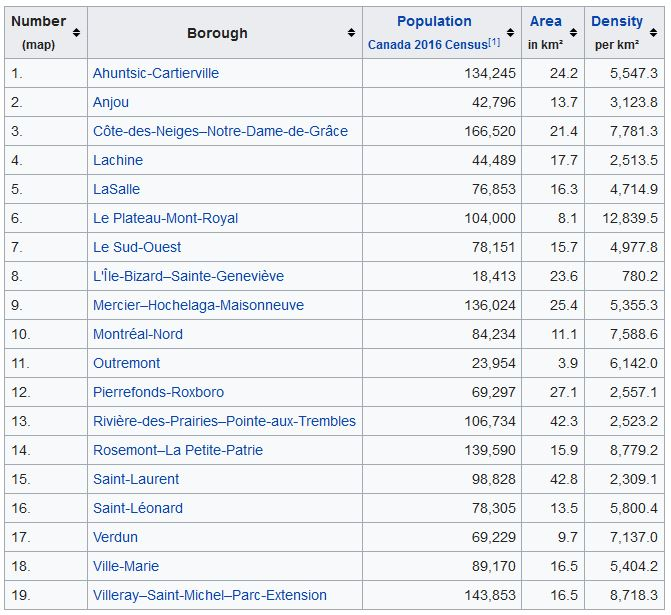 Number Borough Population Area Density
(map) Canada 2016 Census[1] in km² per km²
1. Ahuntsic-Cartierville 134,245 24.2 5,547.3
2. Anjou 42,796 13.7 3,123.8
3. Côte-des-Neiges–Notre-Dame-de-Grâce 166,520 21.4 7,781.3
4. Lachine 44,489 17.7 2,513.5
5. LaSalle 76,853 16.3 4,714.9
6. Le Plateau-Mont-Royal 104,000 8.1 12,839.5
7. Le Sud-Ouest 78,151 15.7 4,977.8
8. L'Île-Bizard–Sainte-Geneviève 18,413 23.6 780.2
9. Mercier–Hochelaga-Maisonneuve 136,024 25.4 5,355.3
10. Montréal-Nord 84,234 11.1 7,588.6
11. Outremont 23,954 3.9 6,142.0
12. Pierrefonds-Roxboro 69,297 27.1 2,557.1
13. Rivière-des-Prairies–Pointe-aux-Trembles 106,734 42.3 2,523.2
14. Rosemont–La Petite-Patrie 139,590 15.9 8,779.2
15. Saint-Laurent 98,828 42.8 2,309.1
16. Saint-Léonard 78,305 13.5 5,800.4
17. Verdun 69,229 9.7 7,137.0
18. Ville-Marie 89,170 16.5 5,404.2
19. Villeray–Saint-Michel–Parc-Extension 143,853 16.5 8,718.3